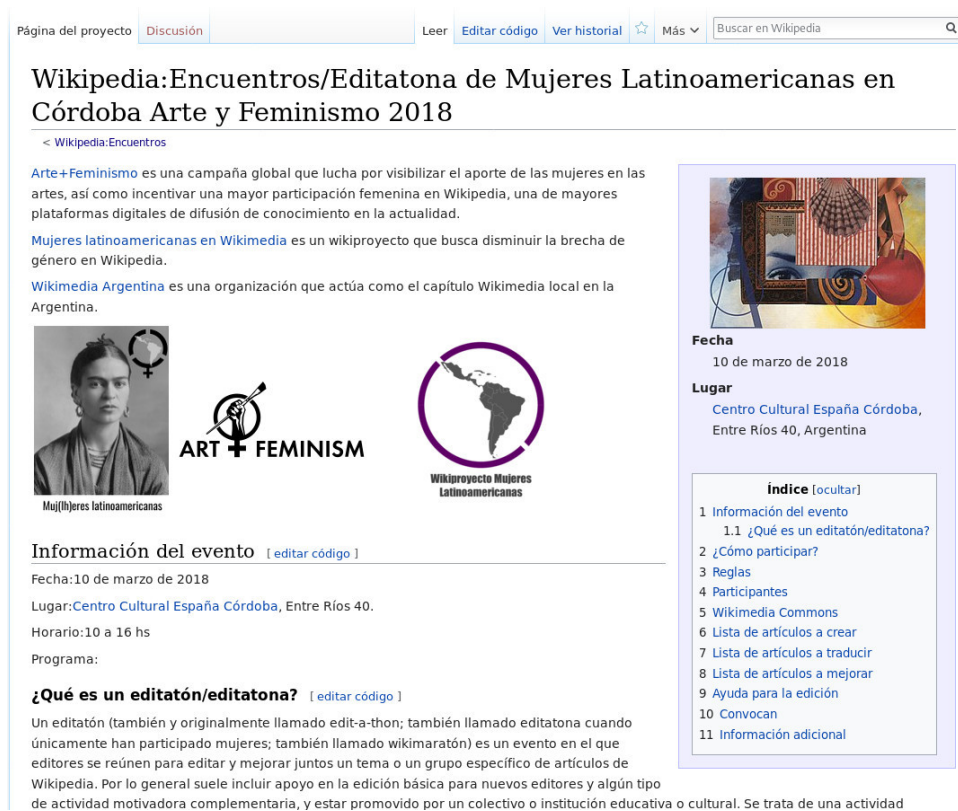 Página del proyecto Discusión Leer Editar código Ver historial Más Buscar en Wikipedia
Wikipedia:Encuentros/Editatona de Mujeres Latinoamericanas en
Córdoba Arte y Feminismo 2018
< Wikipedia:Encuentros
Arte+Feminismo es una campaña global que lucha por visibilizar el aporte de las mujeres en las
artes, así como incentivar una mayor participación femenina en Wikipedia, una de mayores
plataformas digitales de difusión de conocimiento en la actualidad.
Mujeres latinoamericanas en Wikimedia es un wikiproyecto que busca disminuir la brecha de
género en Wikipedia.
Wikimedia Argentina es una organización que actúa como el capítulo Wikimedia local en la
Argentina.
Muj(lh)eres latinoamericanas
ART FEMINISM
Wikiproyecto Mujeres
Latinoamericanas
Fecha
10 de marzo de 2018
Lugar
Centro Cultural España Córdoba,
Entre Ríos 40, Argentina
Índice [ocultar]
1 Información del evento
1.1 ¿Qué es un editatón/editatona?
2 ¿Cómo participar?
3 Reglas
4 Participantes
5 Wikimedia Commons
6 Lista de artículos a crear
7 Lista de artículos a traducir
8 Lista de artículos a mejorar
9 Ayuda para la edición
10 Convocan
11 Información adicional
Información del evento [ editar código ]
Fecha:10 de marzo de 2018
Lugar:Centro Cultural España Córdoba, Entre Ríos 40.
Horario:10 a 16 hs
Programa:
¿Qué es un editatón/editatona? [ editar código ]
Un editatón (también y originalmente llamado edit-a-thon; también llamado editatona cuando
únicamente han participado mujeres; también llamado wikimaratón) es un evento en el que
editores se reúnen para editar y mejorar juntos un tema o un grupo específico de artículos de
Wikipedia. Por lo general suele incluir apoyo en la edición básica para nuevos editores y algún tipo
de actividad motivadora complementaria, y estar promovido por un colectivo o institución educativa o cultural. Se trata de una actividad